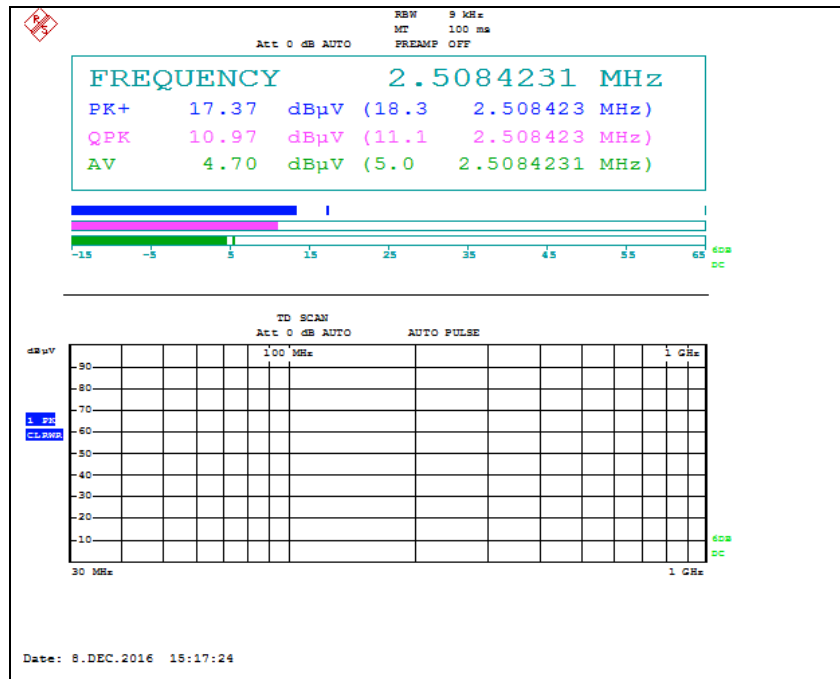 R S
RBW 9 kHz
MT 100 ms
Att 0 dB AUTO PREAMP OFF
FREQUENCY 2.5084231 MHz
PK+ 17.37 dBµV (18.3 2.508423 MHz)
QPK 10.97 dBµV (11.1 2.508423 MHz)
AV 4.70 dBµV (5.0 2.5084231 MHz)
-15 -5 5 15 25 35 45 55 65
6DB
DC
TD SCAN
Att 0 dB AUTO AUTO PULSE
dBµV
100 MHz 1 GHz
90
80
70
1 PK
CLRWR
60
50
40
30
20
10
6DB
DC
30 MHz 1 GHz
Date: 8.DEC.2016 15:17:24